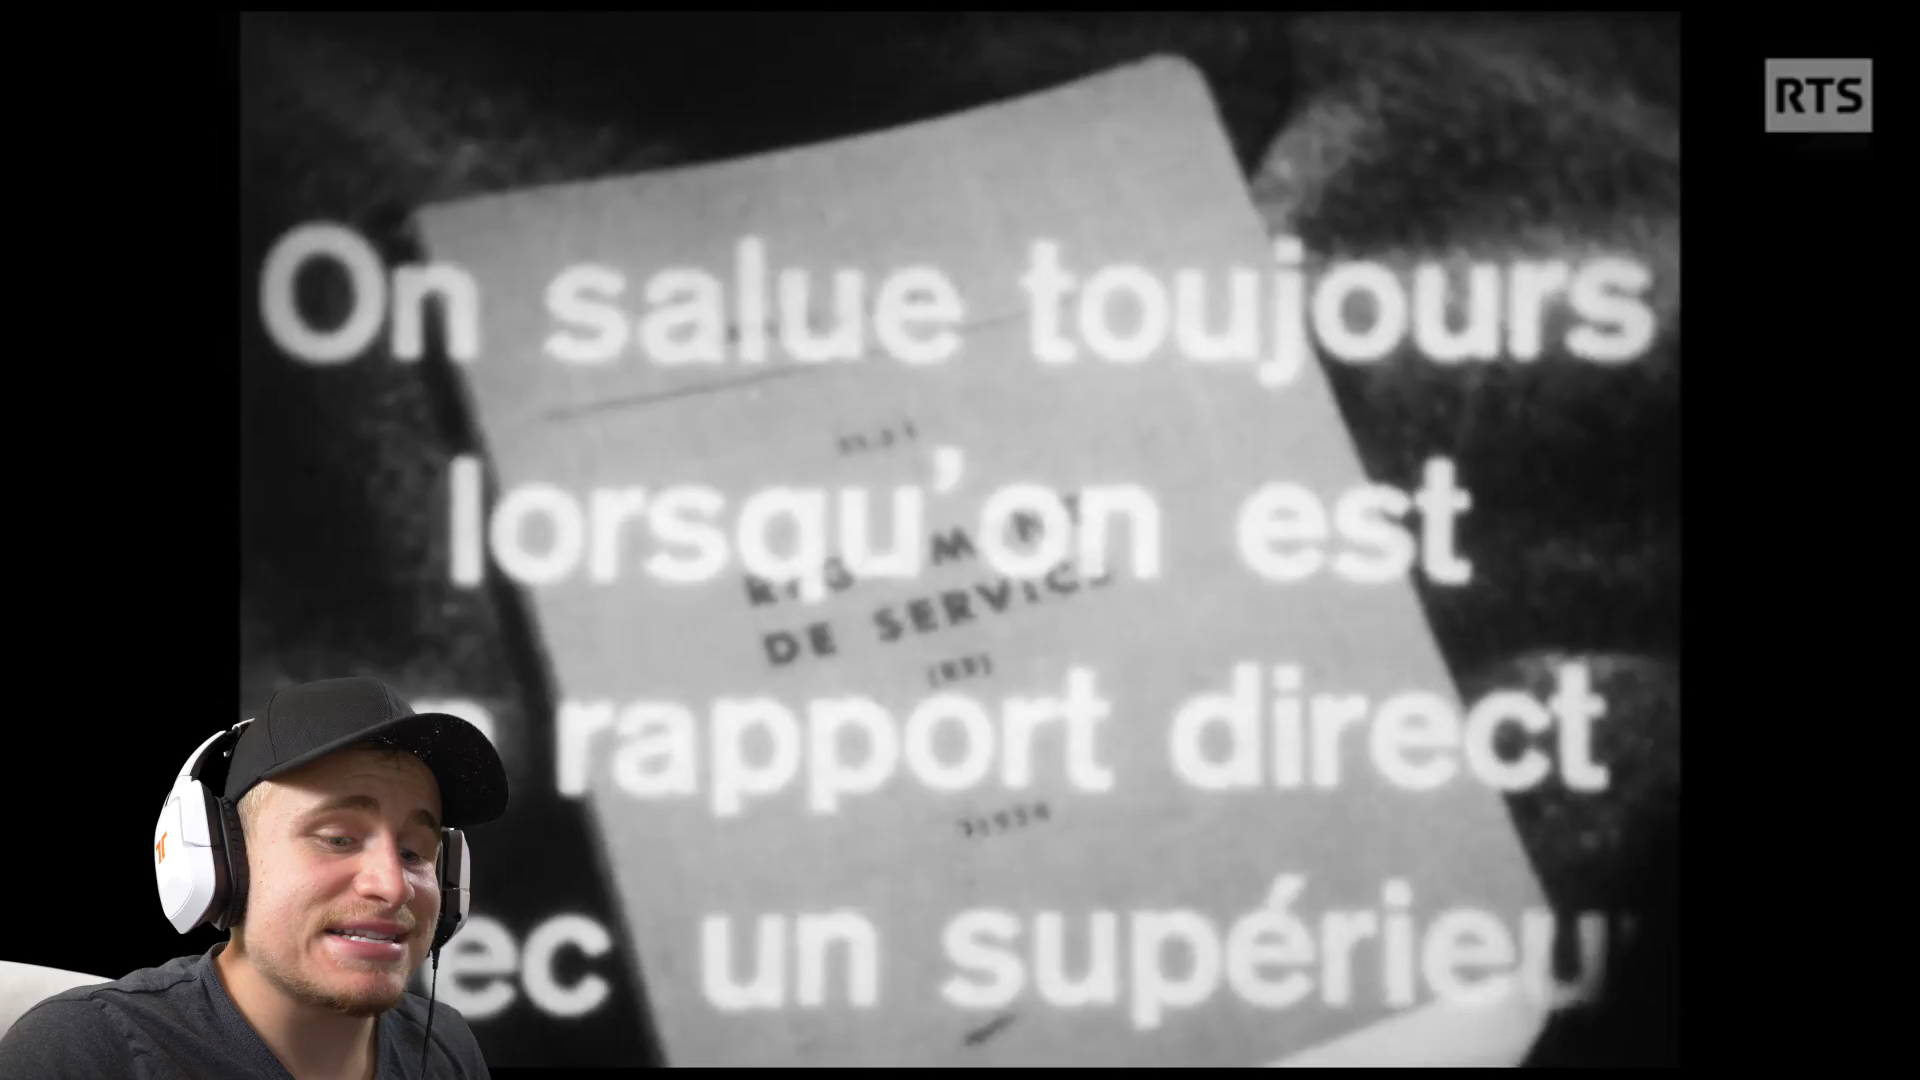 RTS
On salue toujours
lorsqu'on est
rapport direct
un supérieu
DE SERVICE